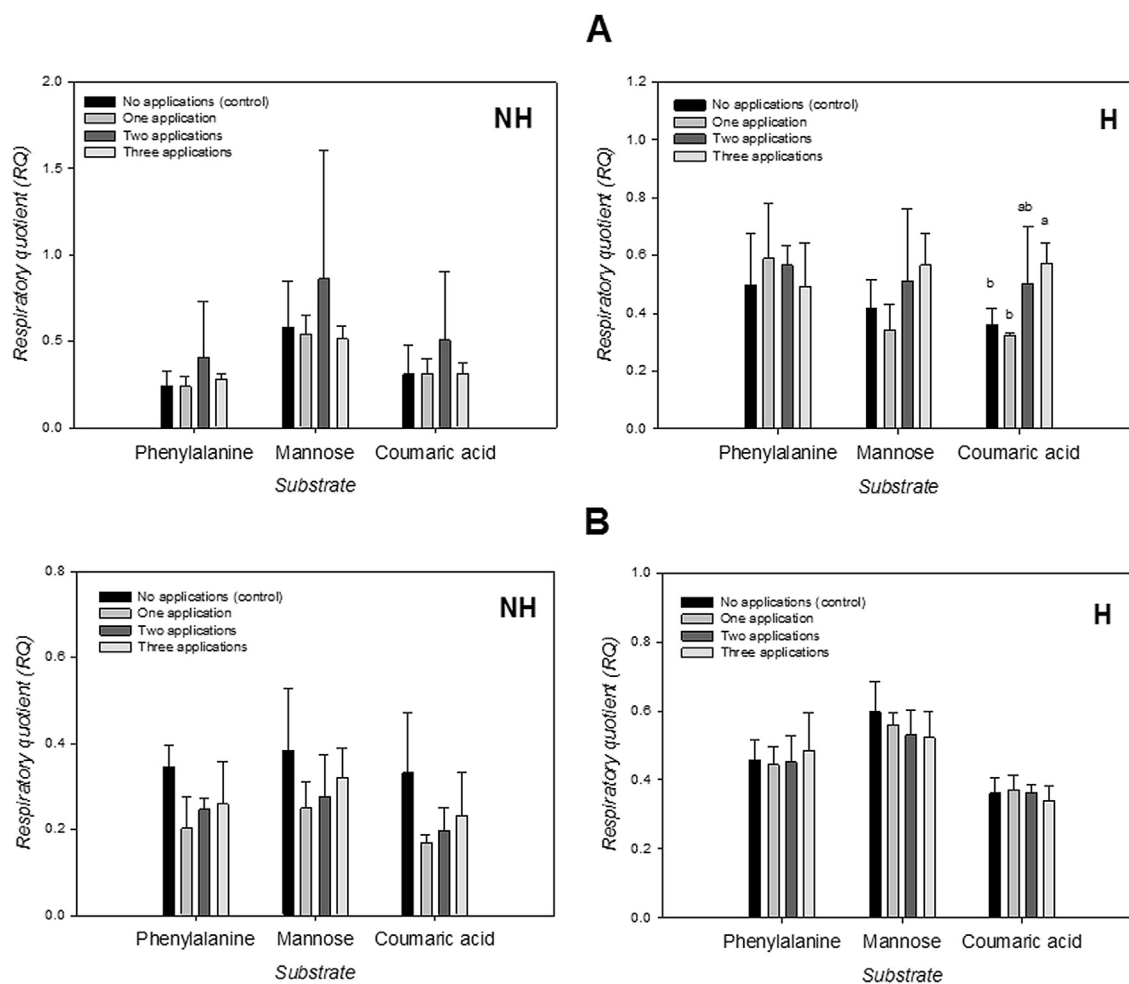 A
2.0
1.5
1.0
0.5
0.0
Respiratory quotient (RQ)
No applications (control)
One application
Two applications
Three applications
NH
Phenylalanine Mannose Coumaric acid
Substrate
1.2
1.0
0.8
0.6
0.4
0.2
0.0
Respiratory quotient (RQ)
No applications (control)
One application
Two applications
Three applications
H
b
b
ab
a
Phenylalanine Mannose Coumaric acid
Substrate
B
0.8
0.6
0.4
0.2
0.0
Respiratory quotient (RQ)
No applications (control)
One application
Two applications
Three applications
NH
Phenylalanine Mannose Coumaric acid
Substrate
1.0
0.8
0.6
0.4
0.2
0.0
Respiratory quotient (RQ)
No applications (control)
One application
Two applications
Three applications
H
Phenylalanine Mannose Coumaric acid
Substrate